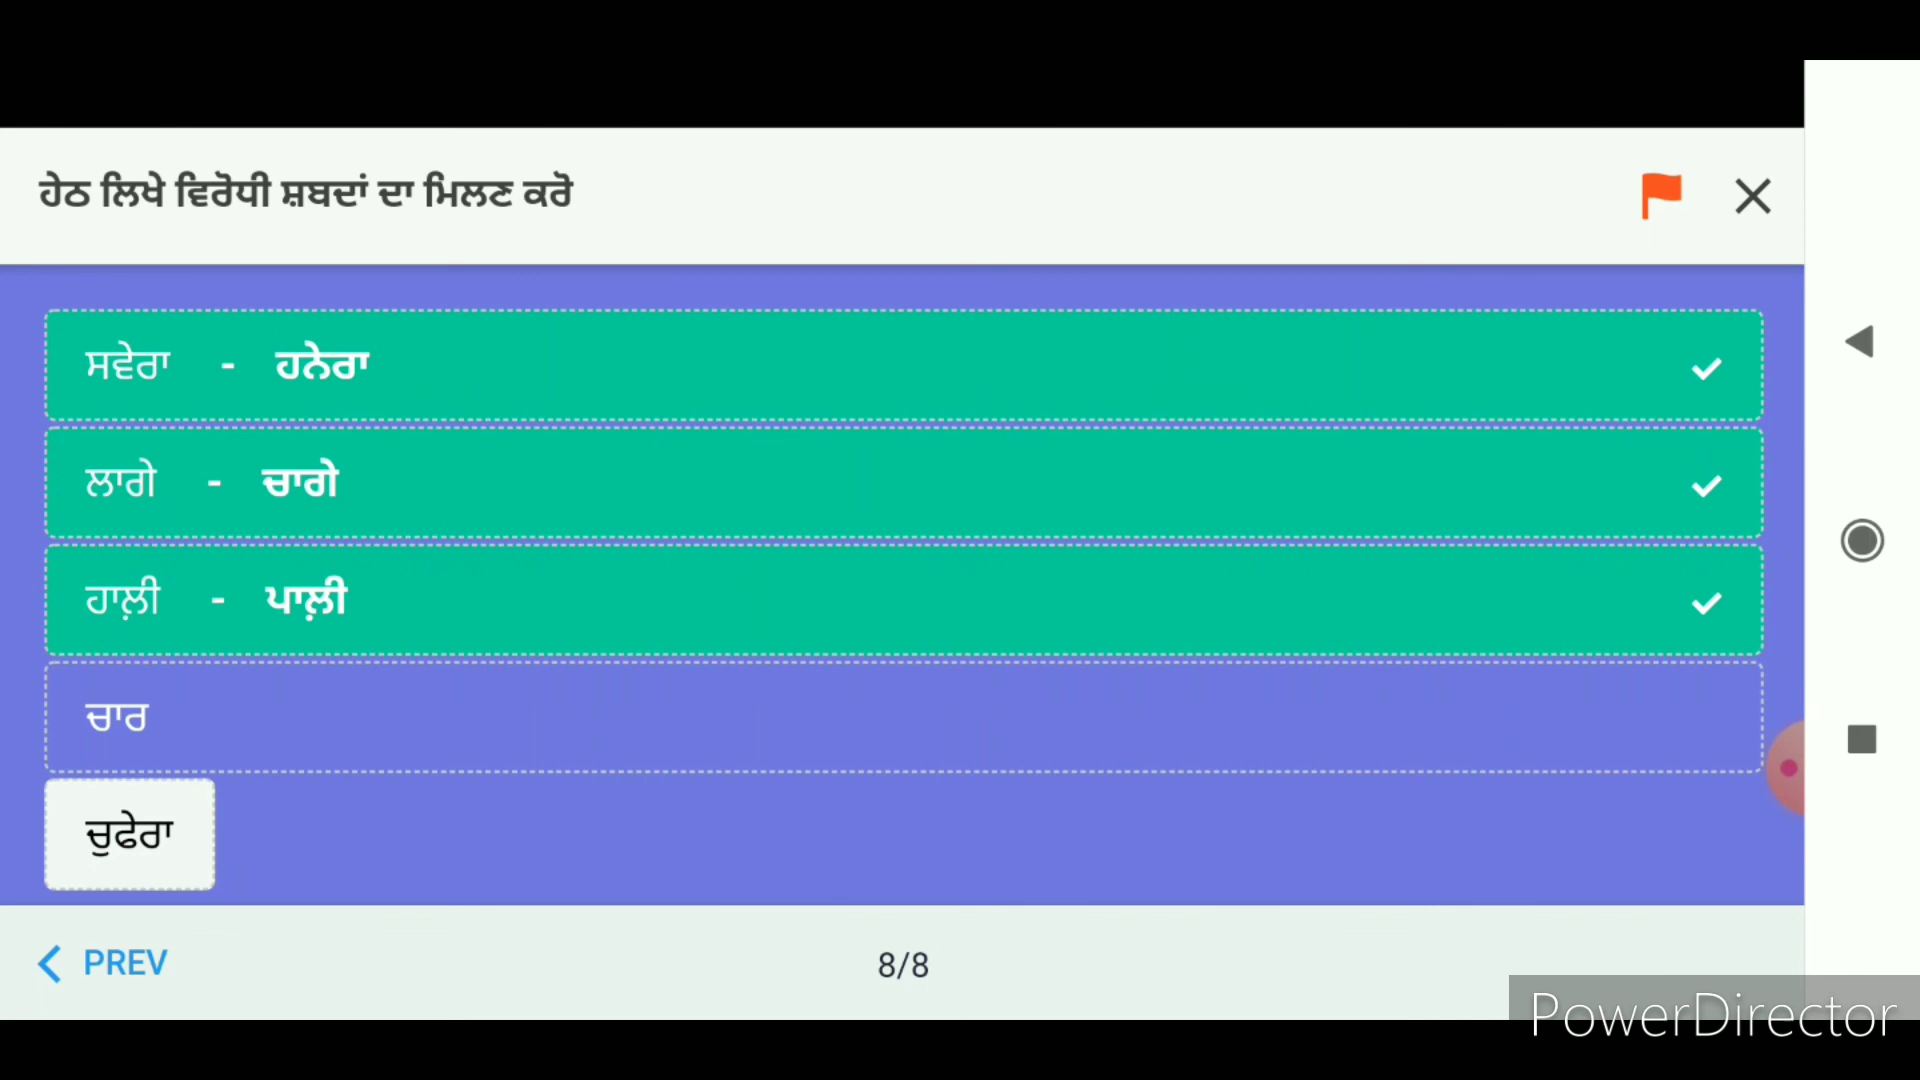 ਹੇਠ ਲਿਖੇ ਵਿਰੋਧੀ ਸ਼ਬਦਾਂ ਦਾ ਮਿਲਣ ਕਰੋ
ਸਵੇਰਾ - ਹਨੇਰਾ
ਲਾਗੇ - ਚਾਗੇ
ਹਾਲ਼ੀ - ਪਾਲ਼ੀ
ਚਾਰ
ਚੁਫੇਰਾ
PREV
8/8
PowerDirector